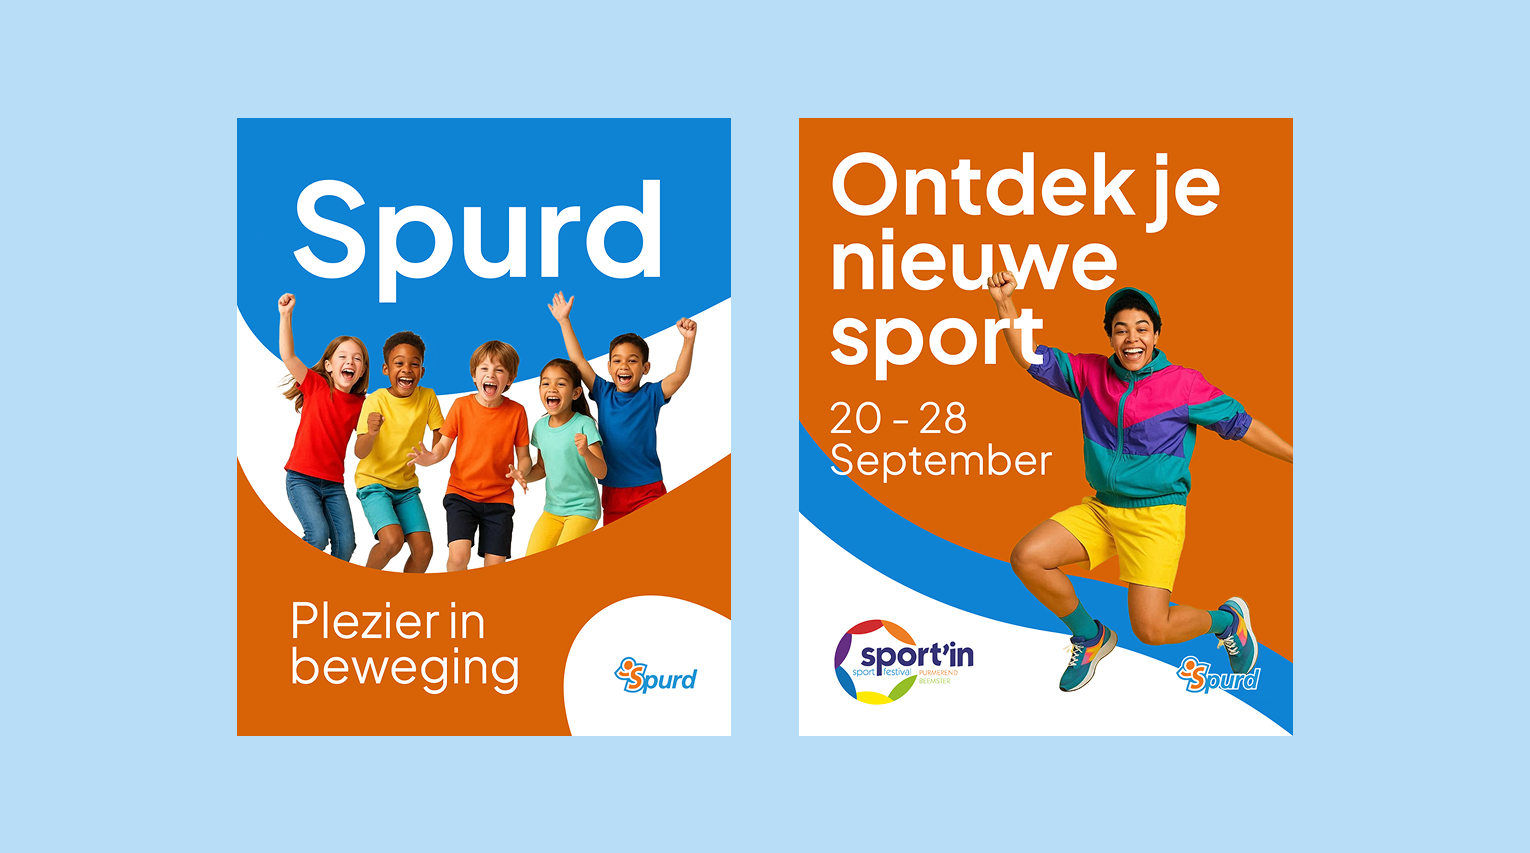 Spurd
Plezier in
beweging
Spurd
Ontdek je
nieuwe
sport
20 - 28
September
sport'in
sport festival PURMEREND
BEEMSTER
Spurd